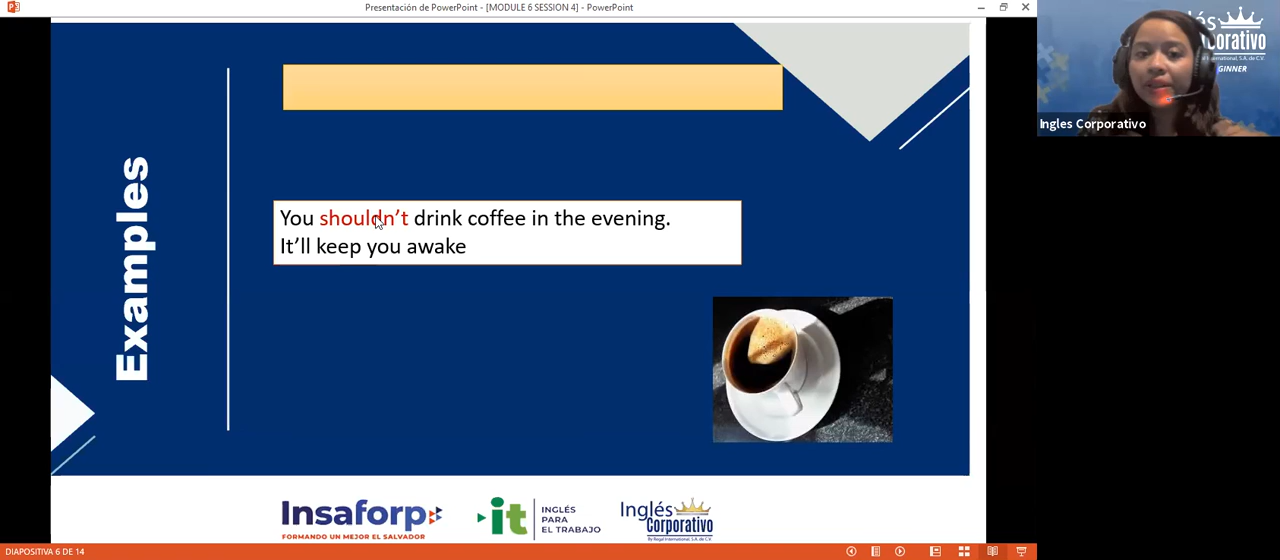 Presentación de PowerPoint - [MODULE 6 SESSION 4] - PowerPoint
Examples
You shouldn't drink coffee in the evening.
It'll keep you awake
Insaforp
FORMANDO UN MEJOR EL SALVADOR
it
INGLÉS
PARA
EL TRABAJO
Inglés
Corporativo
DIAPOSITIVA 6 DE 14
GINNER
Ingles Corporativo